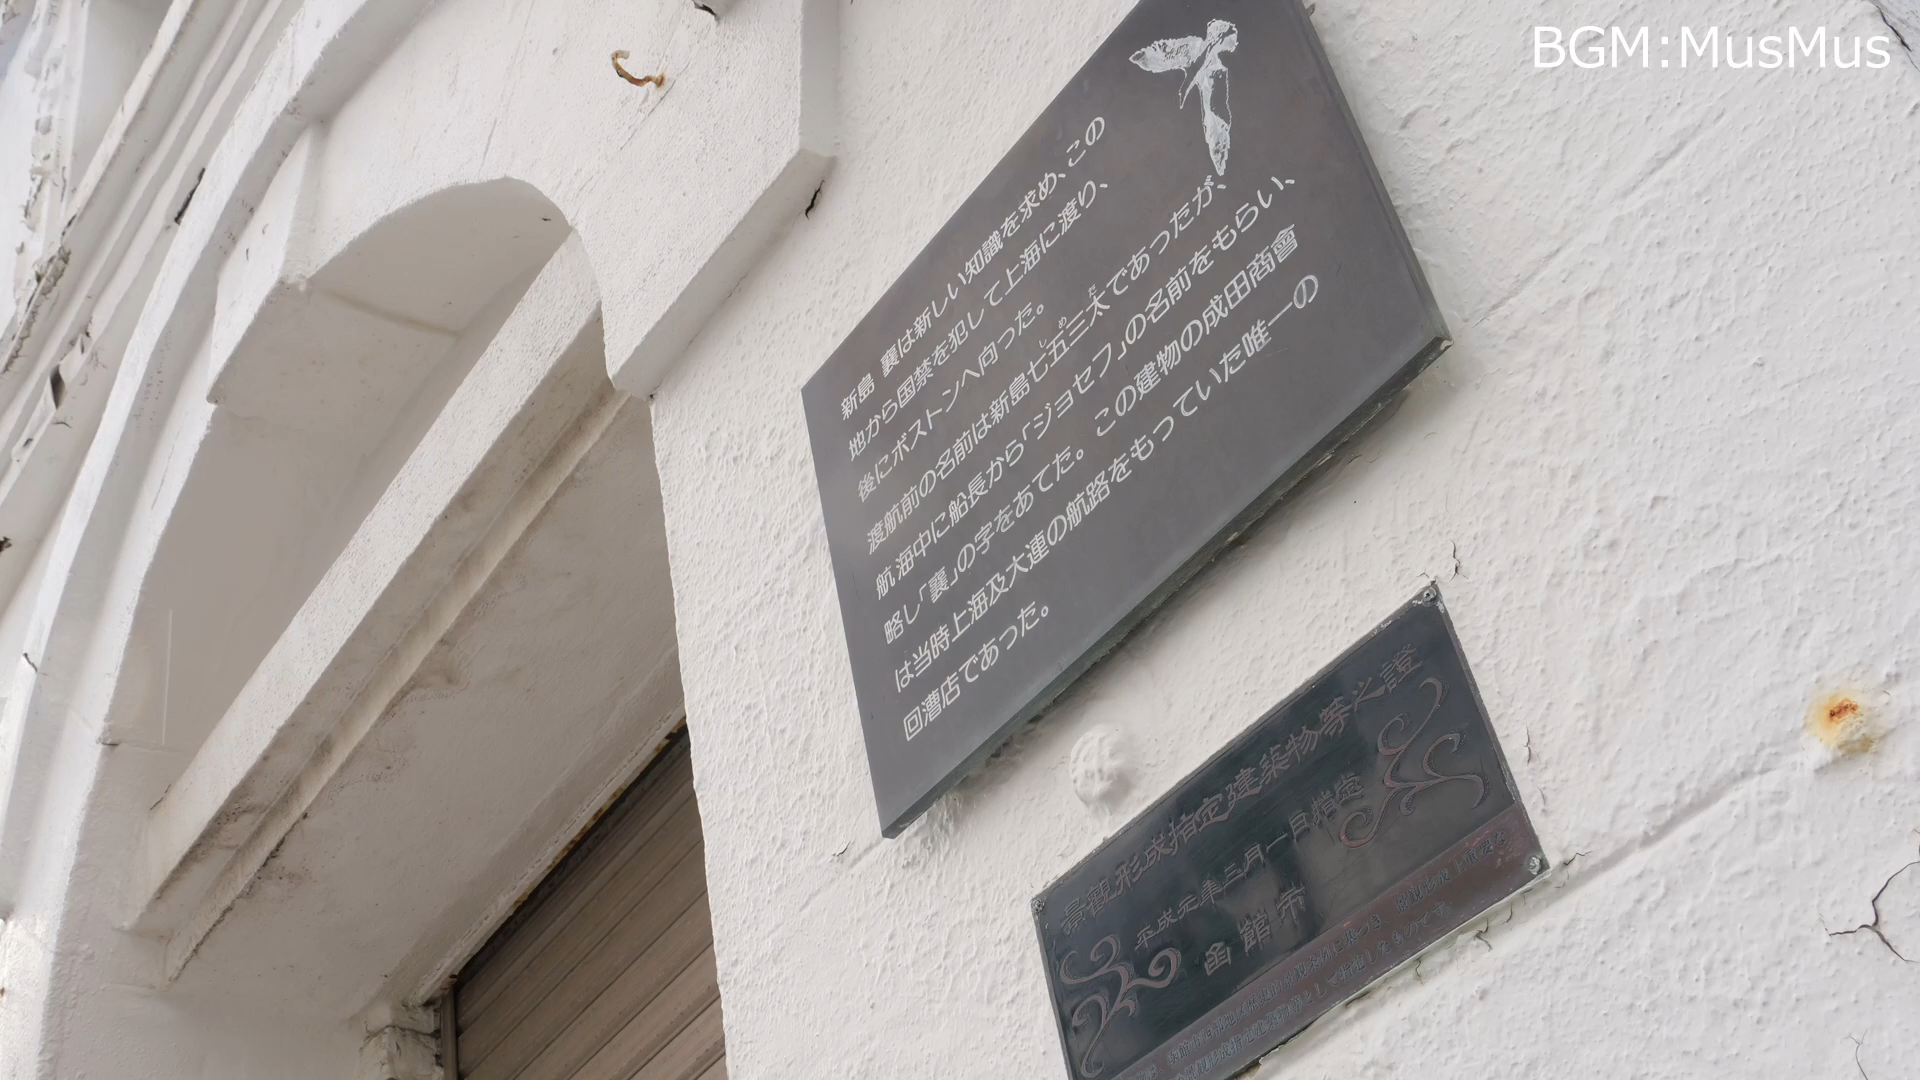 BGM:MusMus
新島 襄は新しい知識を求め、この
地から国禁を犯して上海に渡り、
後にボストンへ向った。
渡航前の名前は新島七五三太であったが、
しめた
航海中に船長から「ジョセフ」の名前をもらい、
略し「襄」の字をあてた。この建物の成田商會
は当時上海及大連の航路をもっていた唯一の
回漕店であった。
景観形成指定建築物等之證
平成元年三月一日指定
函館市